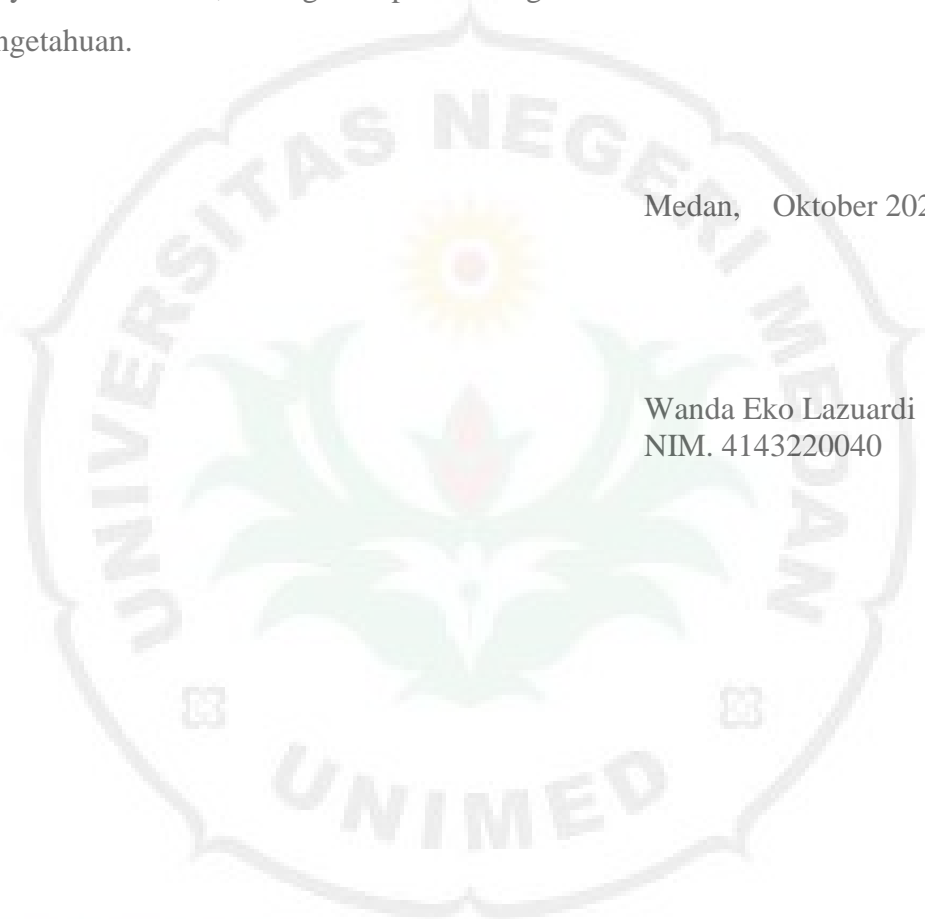 ngetahuan.
UNIVERSITAS NEGERI MEDAN
Medan, Oktober 202
Wanda Eko Lazuardi
NIM. 4143220040
UNIMED